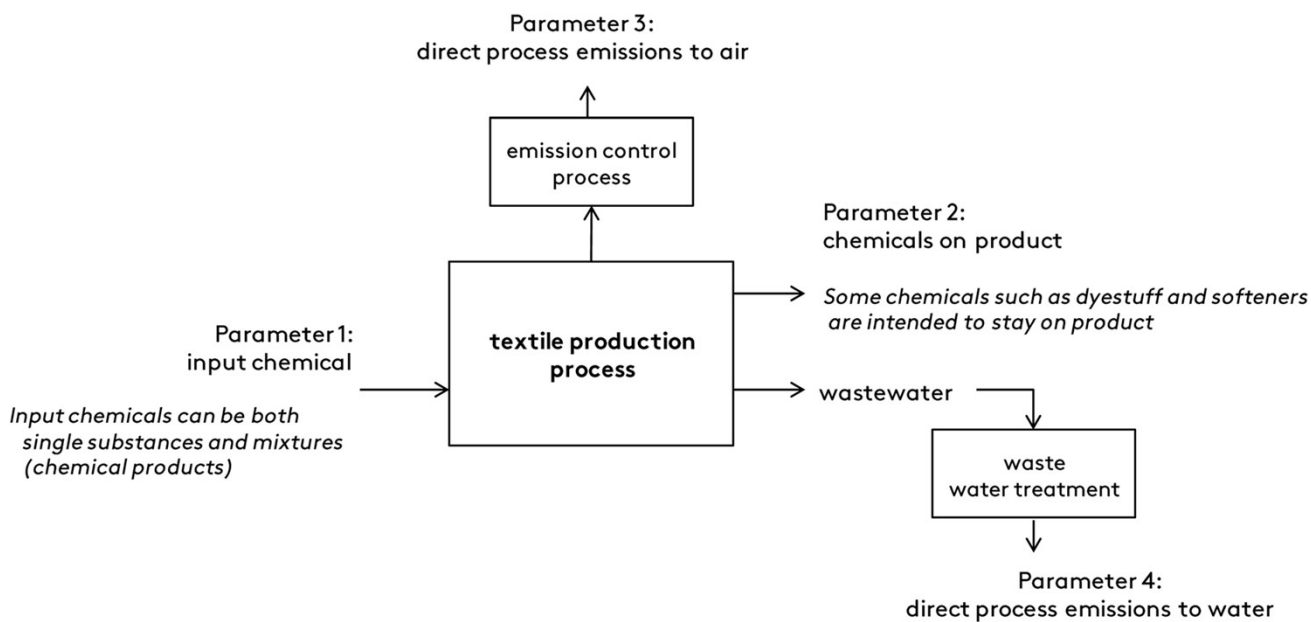 Parameter 3:
direct process emissions to air
emission control
process
Parameter 2:
chemicals on product
Some chemicals such as dyestuff and softeners
are intended to stay on product
Parameter 1:
input chemical
Input chemicals can be both
single substances and mixtures
(chemical products)
textile production
process
wastewater
waste
water treatment
Parameter 4:
direct process emissions to water